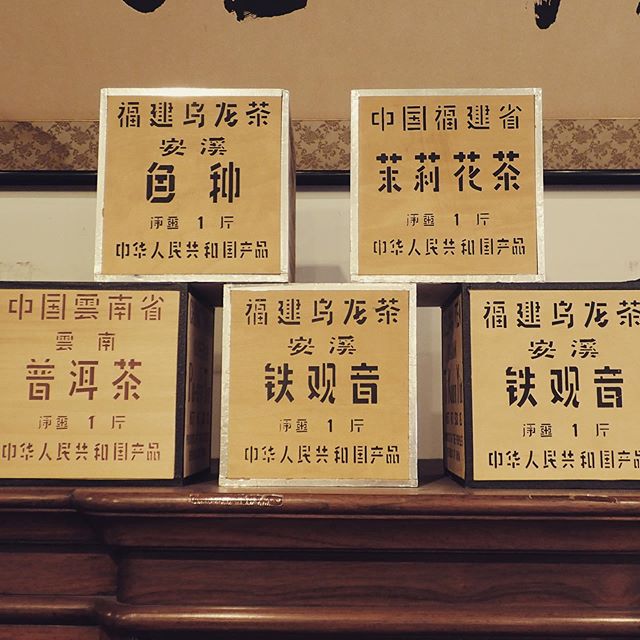 福建乌龙茶
安溪
色种
净重1斤
中华人民共和国产品
中国福建省
茉莉花茶
净重1斤
中华人民共和国产品
中国雲南省
雲南
普洱茶
净重1斤
中华人民共和国产品
福建乌龙茶
安溪
铁观音
净重1斤
中华人民共和国产品
福建乌龙茶
安溪
铁观音
净重1斤
中华人民共和国产品